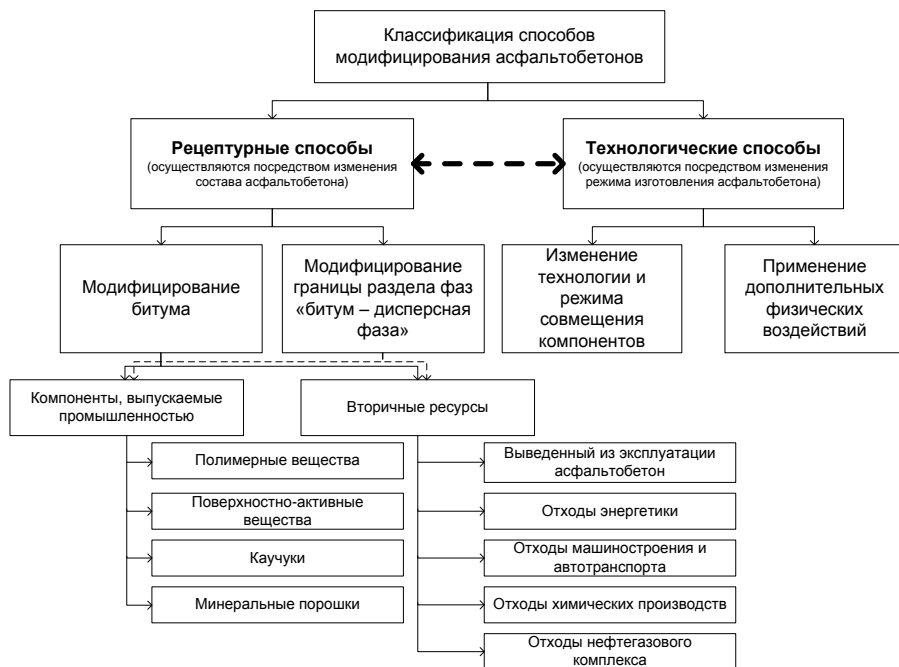 Классификация способов
модифицирования асфальтобетонов
Рецептурные способы
(осуществляются посредством изменения
состава асфальтобетона)
Технологические способы
(осуществляются посредством изменения
режима изготовления асфальтобетона)
Модифицирование
битума
Модифицирование
границы раздела фаз
«битум – дисперсная
фаза»
Изменение
технологии и
режима
совмещения
компонентов
Применение
дополнительных
физических
воздействий
Компоненты, выпускаемые
промышленностью
Вторичные ресурсы
Полимерные вещества
Поверхностно-активные
вещества
Каучуки
Минеральные порошки
Выведенный из эксплуатации
асфальтобетон
Отходы энергетики
Отходы машиностроения и
автотранспорта
Отходы химических производств
Отходы нефтегазового
комплекса